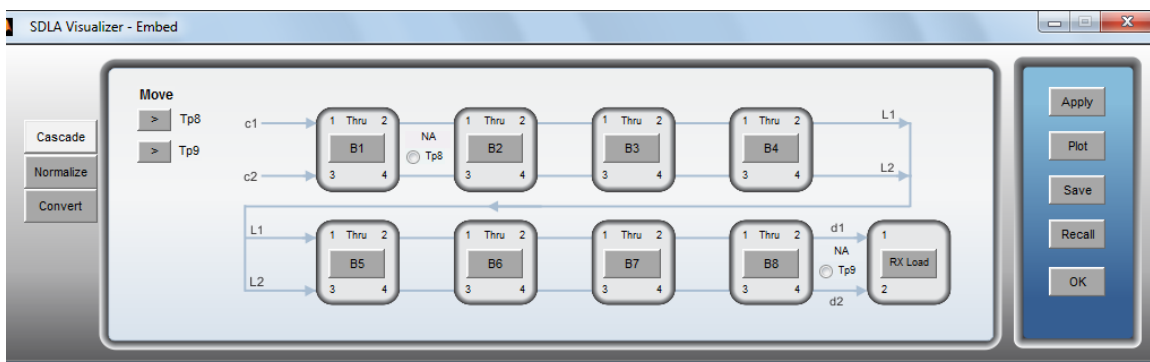 SDLA Visualizer - Embed
Cascade
Normalize
Convert
Move
> Tp8
> Tp9
c1
c2
1 Thru 2
B1
3 4
NA
Tp8
1 Thru 2
B2
3 4
1 Thru 2
B3
3 4
1 Thru 2
B4
3 4
L1
L2
L1
L2
1 Thru 2
B5
3 4
1 Thru 2
B6
3 4
1 Thru 2
B7
3 4
1 Thru 2
B8
3 4
d1
NA
Tp9
d2
1
RX Load
2
Apply
Plot
Save
Recall
OK